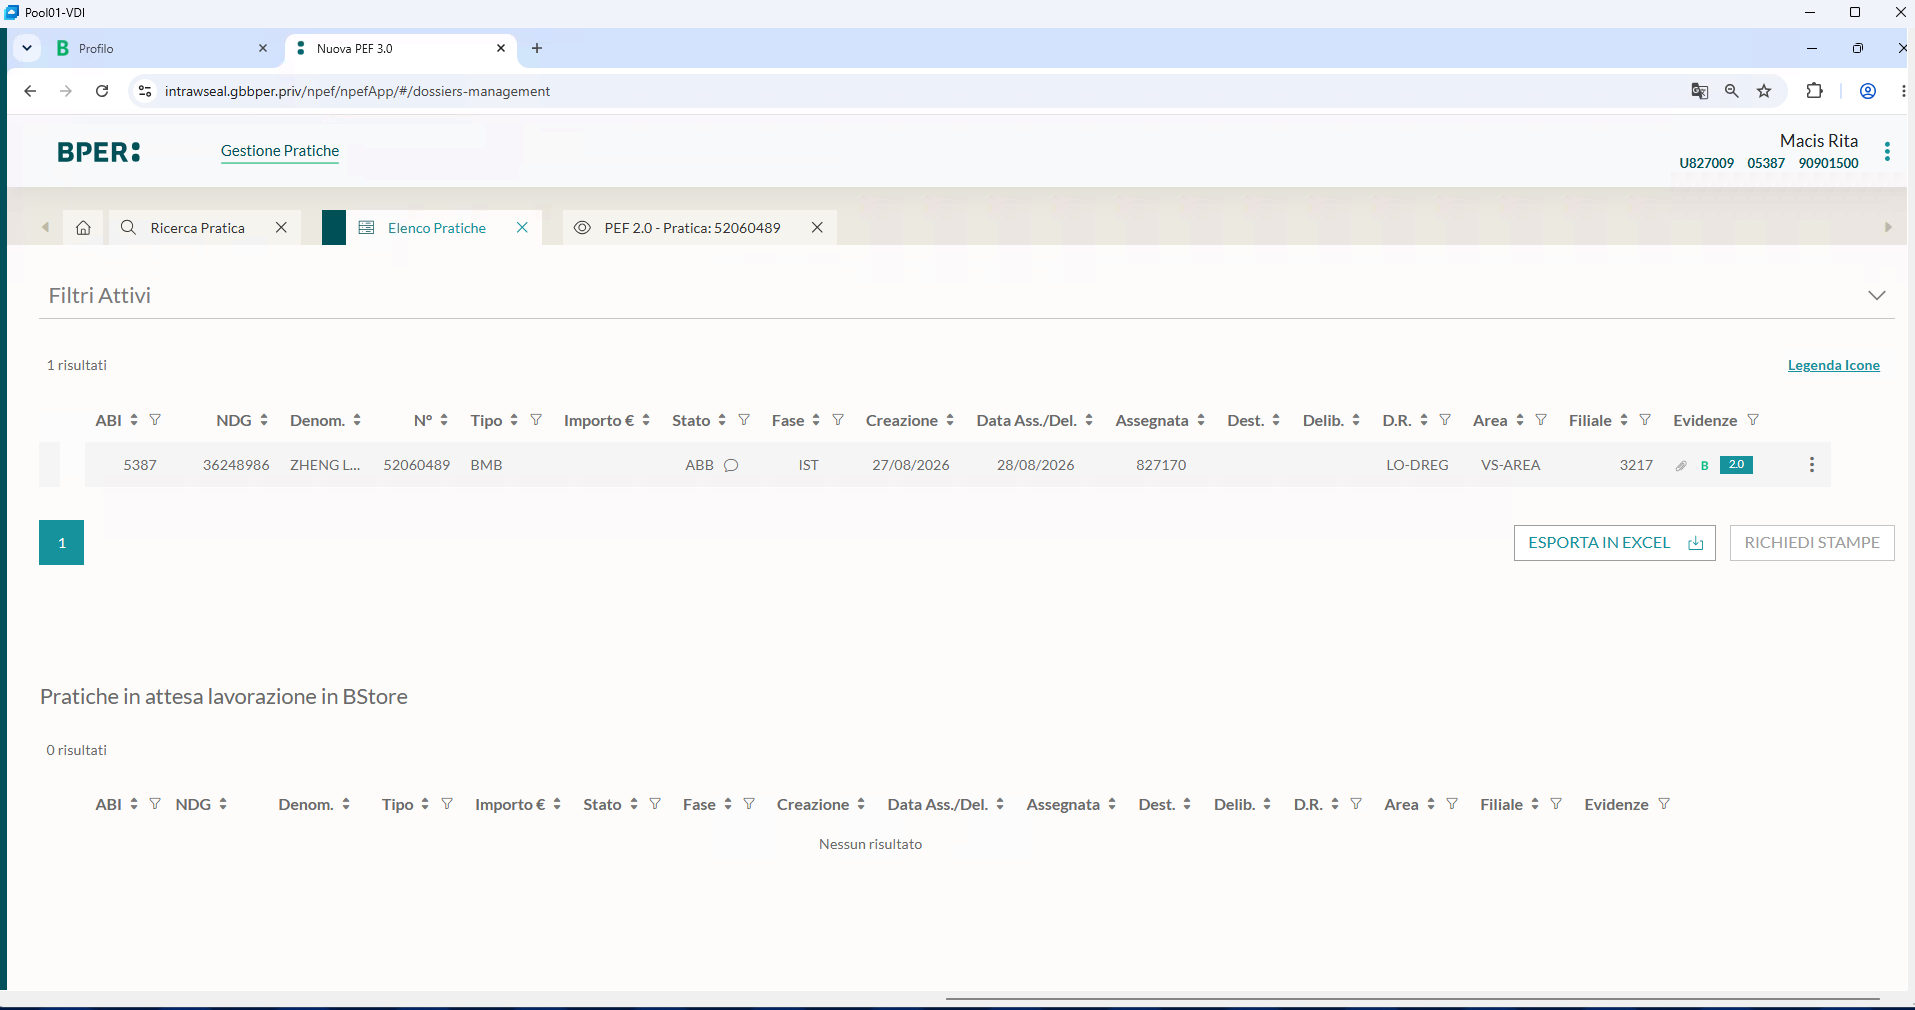 Pool01-VDI
Profilo
Nuova PEF 3.0
intrawseal.gbbper.priv/npef/npefApp/#/dossiers-management
BPER:
Gestione Pratiche
Macis Rita
U827009 05387 90901500
Ricerca Pratica
Elenco Pratiche
PEF 2.0 - Pratica: 52060489
Filtri Attivi
1 risultati
Legenda Icone
ABI NDG Denom. N° Tipo Importo € Stato Fase Creazione Data Ass./Del. Assegnata Dest. Delib. D.R. Area Filiale Evidenze
5387 36248986 ZHENG L... 52060489 BMB ABB IST 27/08/2026 28/08/2026 827170 LO-DREG VS-AREA 3217 B 2.0
1
ESPORTA IN EXCEL
RICHIEDI STAMPE
Pratiche in attesa lavorazione in BStore
0 risultati
ABI NDG Denom. Tipo Importo € Stato Fase Creazione Data Ass./Del. Assegnata Dest. Delib. D.R. Area Filiale Evidenze
Nessun risultato